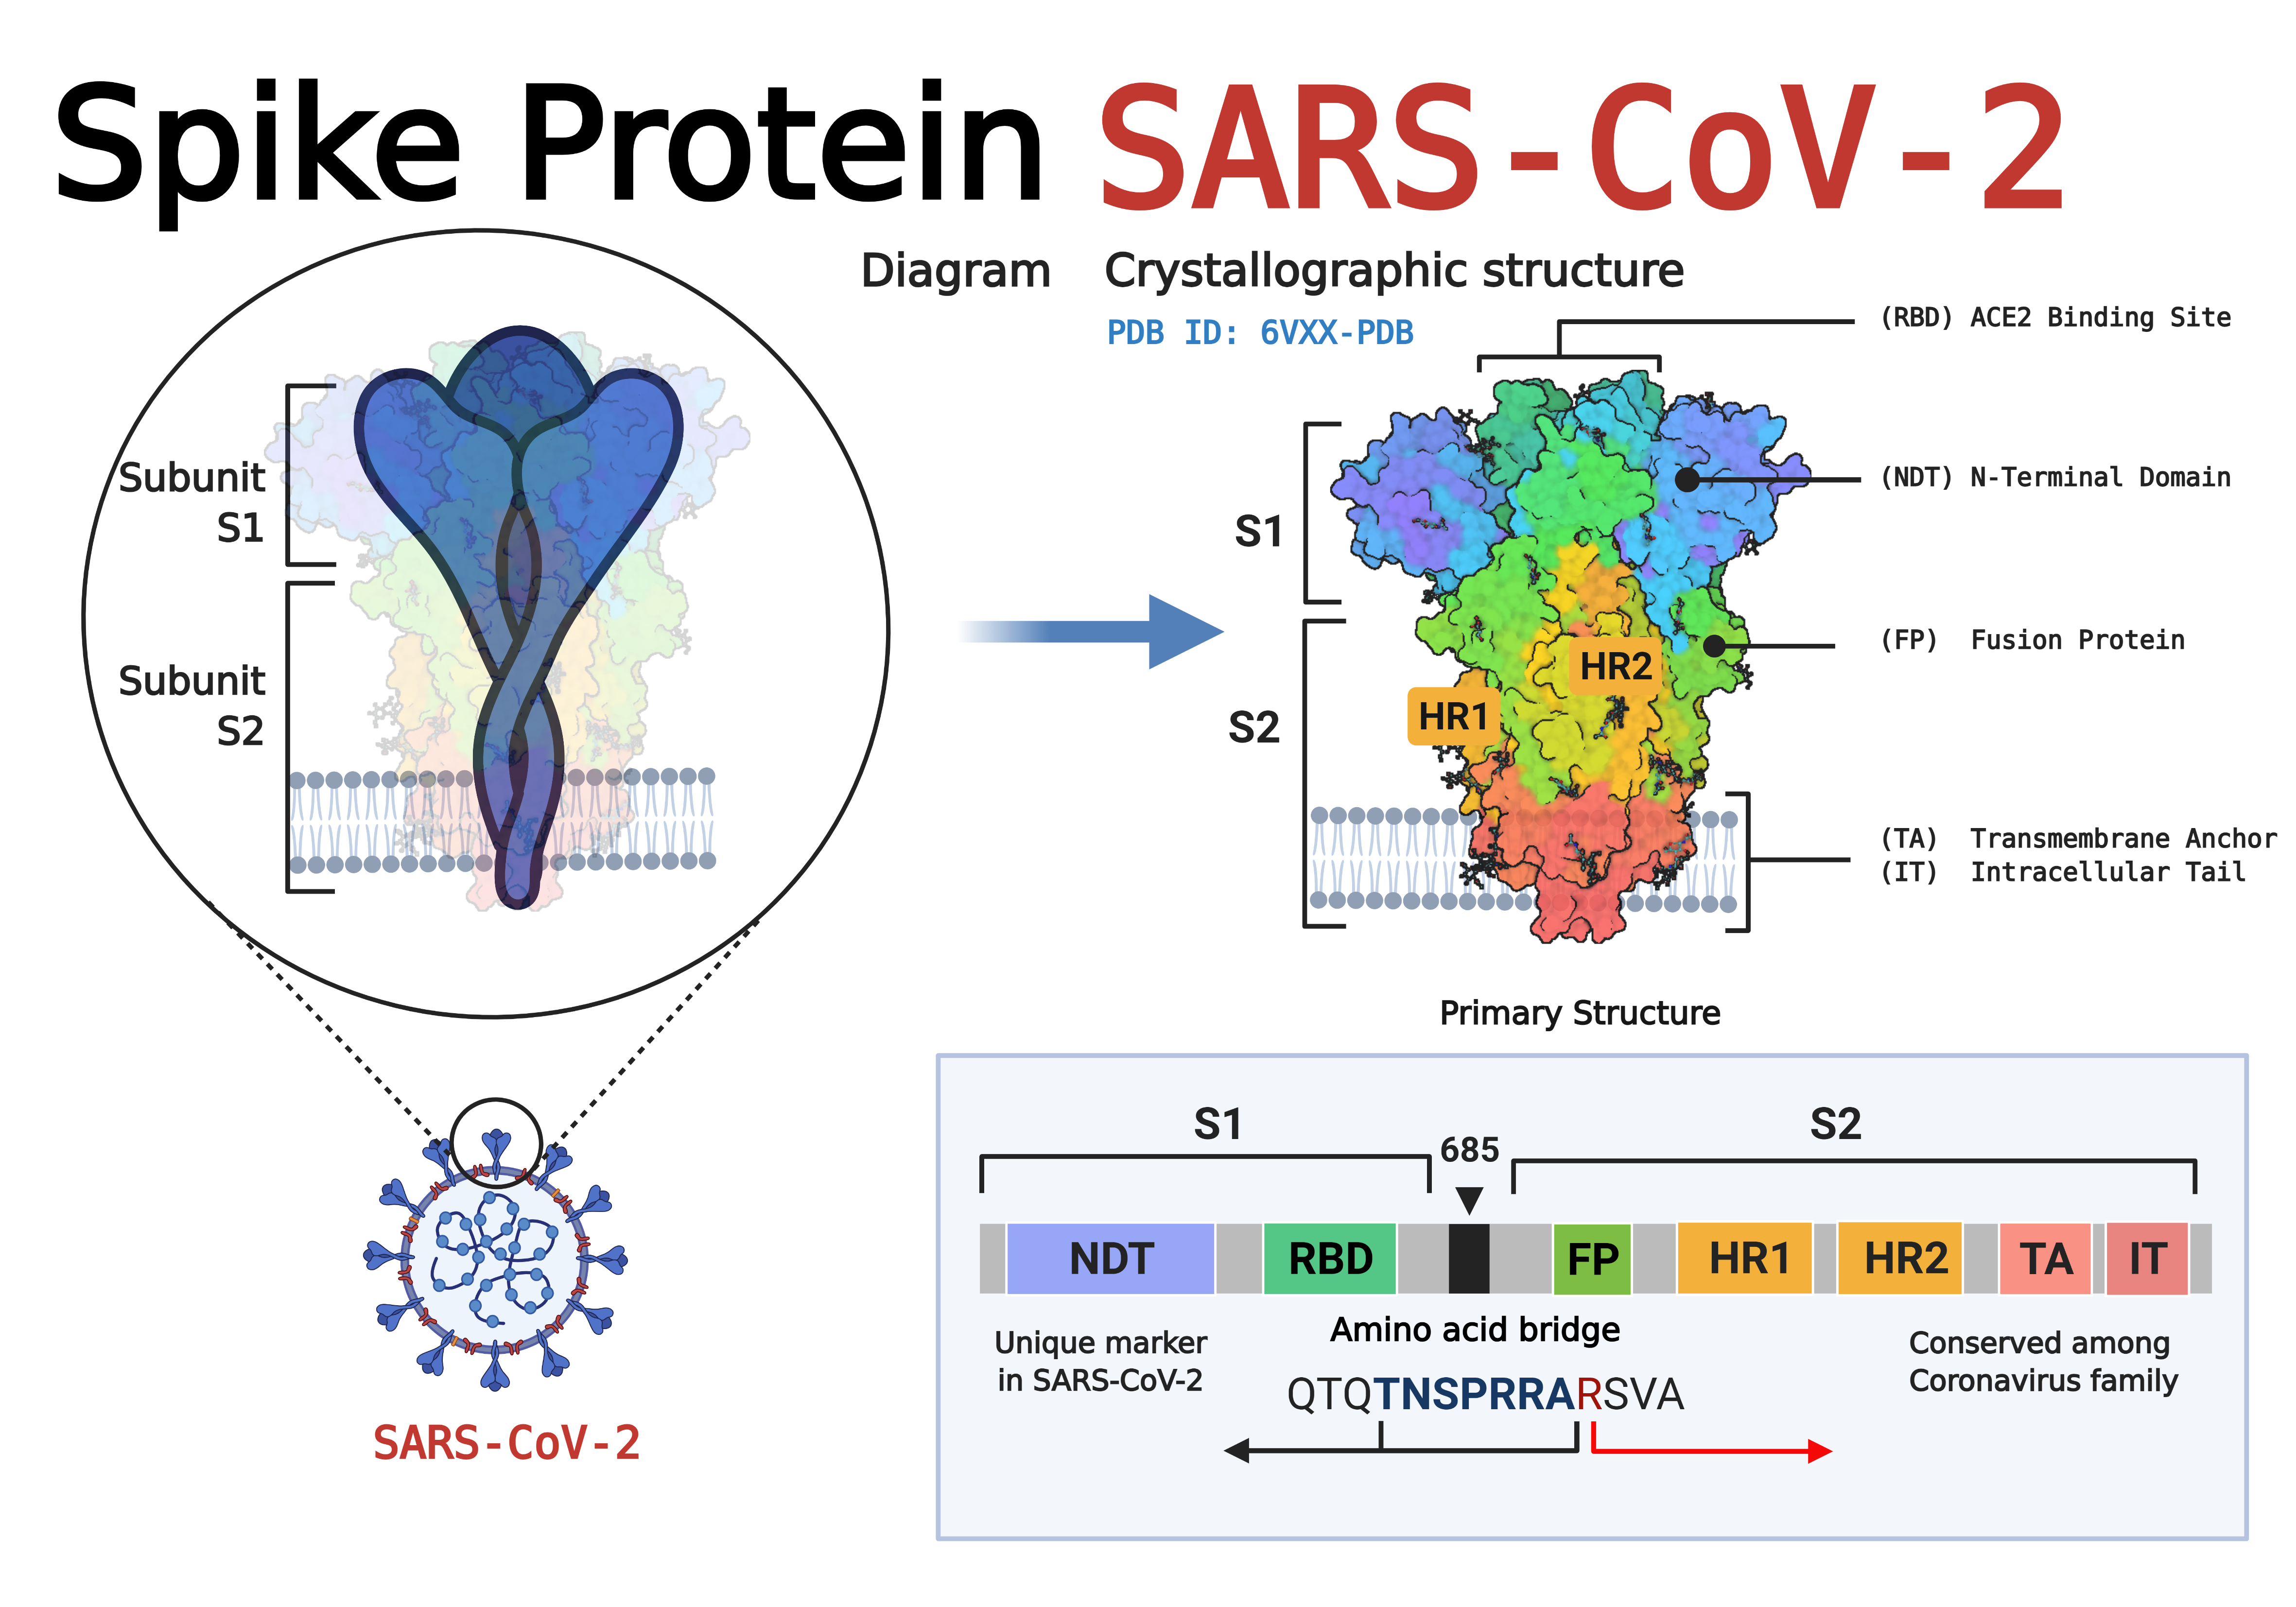 Spike Protein SARS-CoV-2
Diagram
Crystallographic structure
PDB ID: 6VXX-PDB
Subunit
S1
Subunit
S2
SARS-CoV-2
S1
S2
HR2
HR1
(RBD) ACE2 Binding Site
(NDT) N-Terminal Domain
(FP) Fusion Protein
(TA) Transmembrane Anchor
(IT) Intracellular Tail
Primary Structure
S1
685
S2
NDT RBD FP HR1 HR2 TA IT
Unique marker
in SARS-CoV-2
Amino acid bridge
QTQTNSPRRARSVA
Conserved among
Coronavirus family